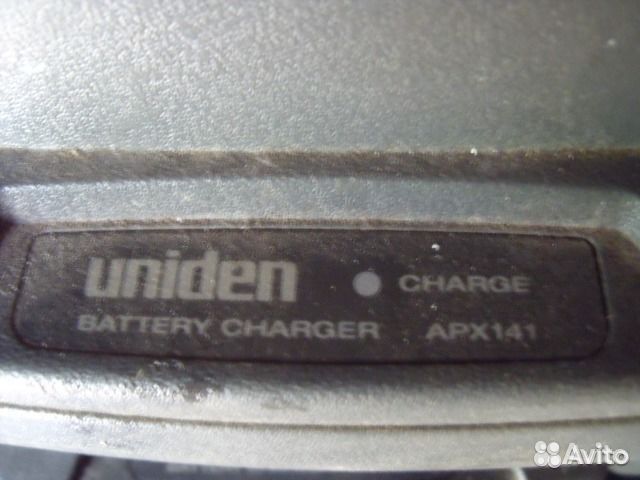 uniden CHARGE
BATTERY CHARGER APX141
Avito